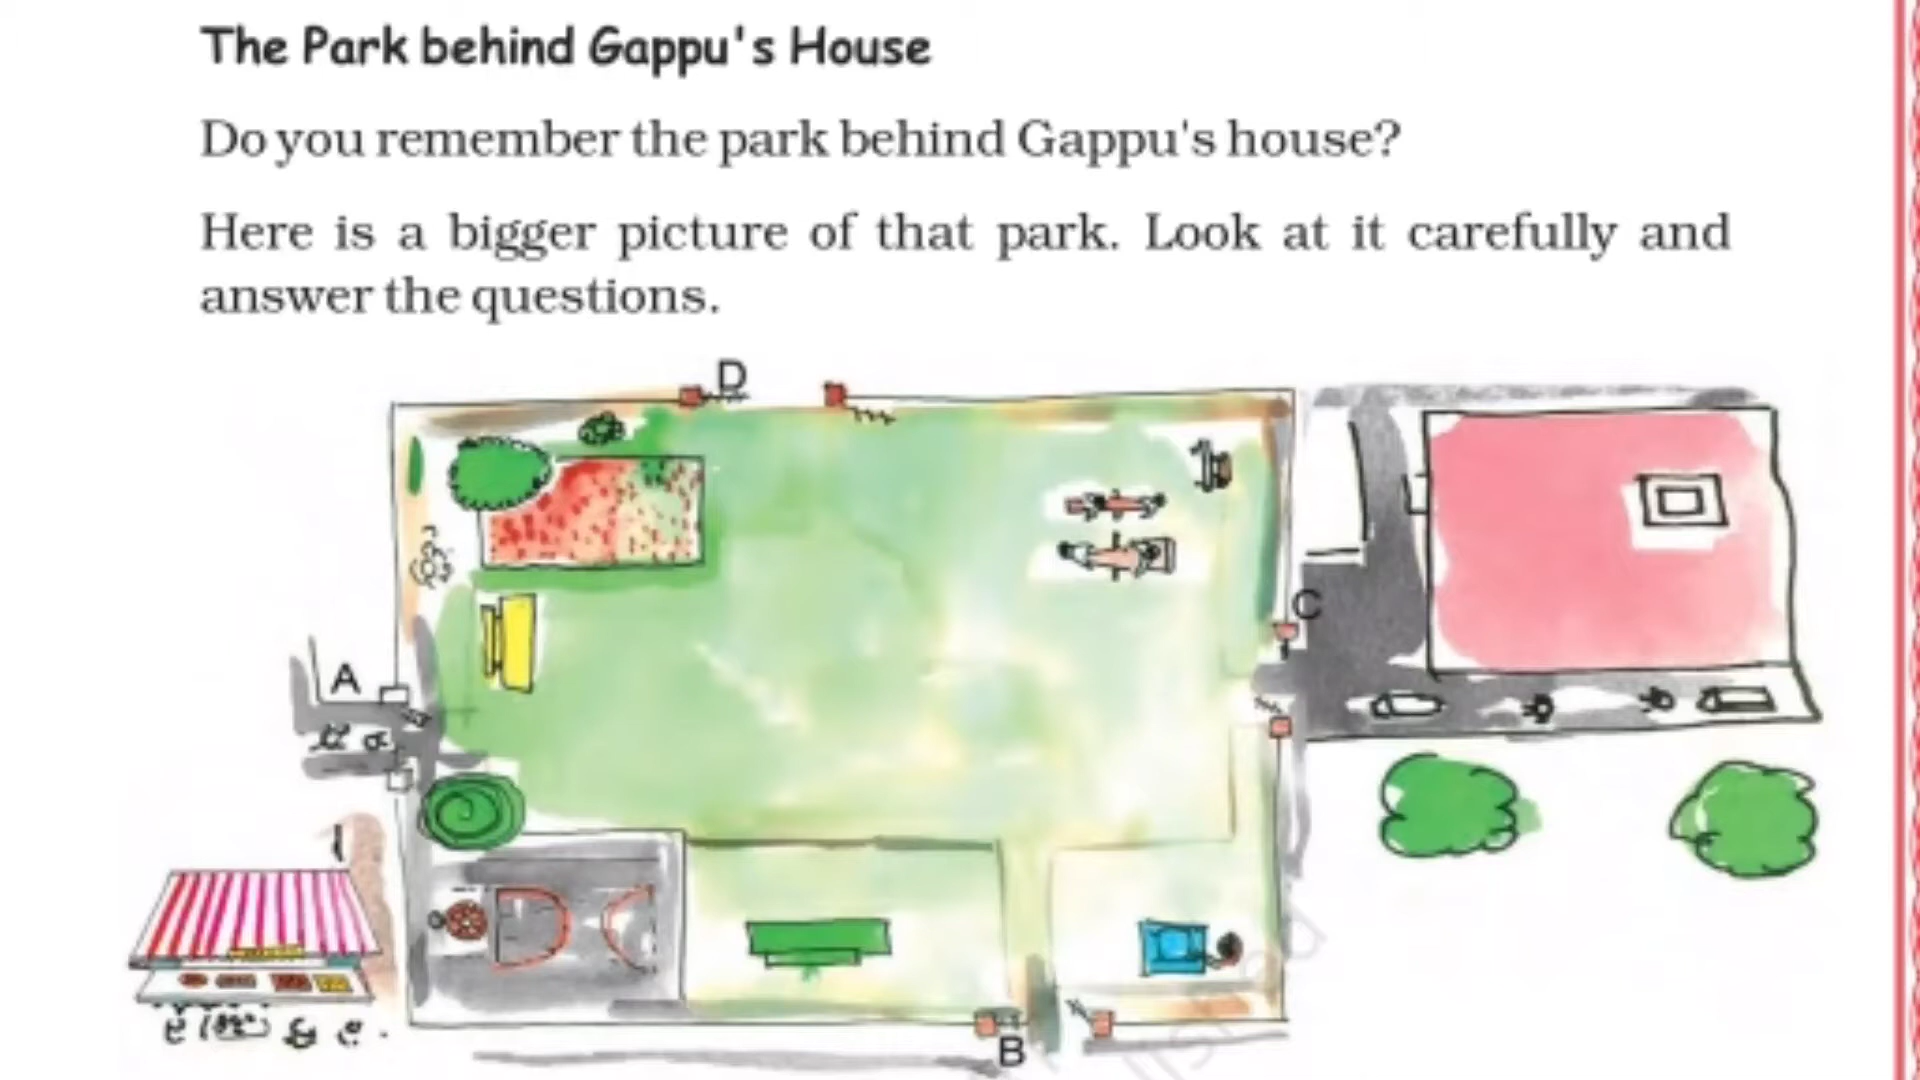 The Park behind Gappu's House
Do you remember the park behind Gappu's house?
Here is a bigger picture of that park. Look at it carefully and
answer the questions.
D
C
A
B